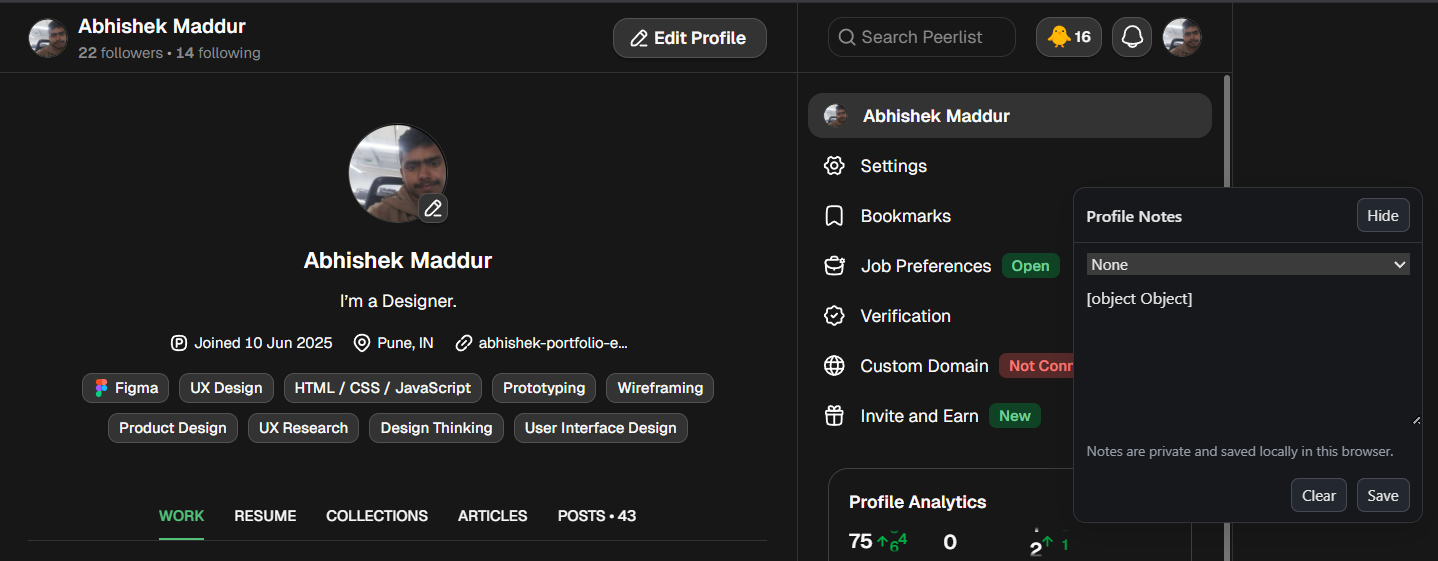 Abhishek Maddur
22 followers • 14 following
Edit Profile
Search Peerlist
16
Abhishek Maddur
I'm a Designer.
Joined 10 Jun 2025
Pune, IN
abhishek-portfolio-e...
Figma
UX Design
HTML / CSS / JavaScript
Prototyping
Wireframing
Product Design
UX Research
Design Thinking
User Interface Design
WORK
RESUME
COLLECTIONS
ARTICLES
POSTS • 43
Abhishek Maddur
Settings
Bookmarks
Job Preferences
Open
Verification
Custom Domain
Not Conn
Invite and Earn
New
Profile Analytics
75
0
2
1
Profile Notes
Hide
None
[object Object]
Notes are private and saved locally in this browser.
Clear
Save